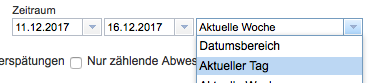 Zeitraum
11.12.2017 16.12.2017 Aktuelle Woche
Datumsbereich
erspätungen Nur zählende Abwes Aktueller Tag